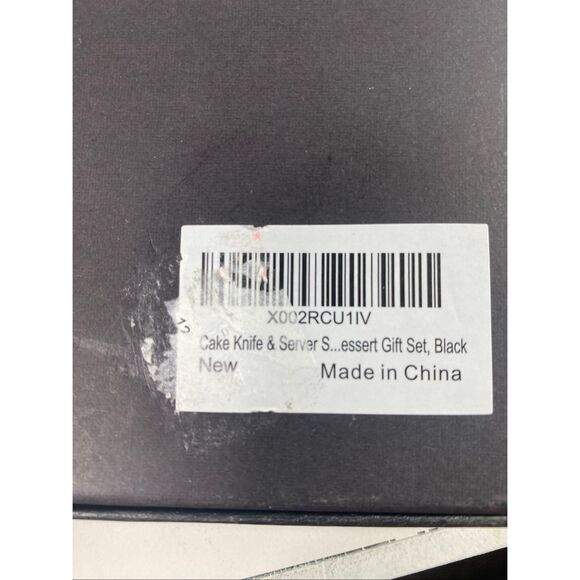 X002RCU1IV
Cake Knife & Server S...essert Gift Set, Black
New
Made in China